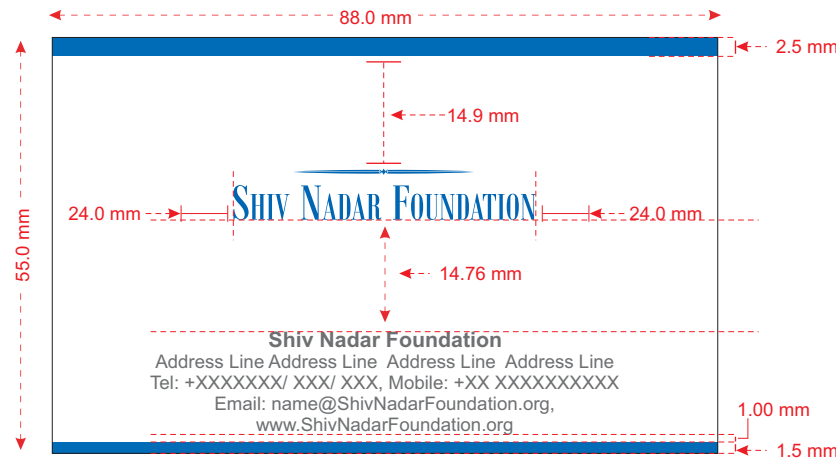 88.0 mm
2.5 mm
14.9 mm
SHIV NADAR FOUNDATION
24.0 mm
24.0 mm
55.0 mm
14.76 mm
Shiv Nadar Foundation
Address Line Address Line Address Line Address Line
Tel: +XXXXXXX/ XXX/ XXX, Mobile: +XX XXXXXXXXXX
Email: name@ShivNadarFoundation.org,
www.ShivNadarFoundation.org
1.00 mm
1.5 mm